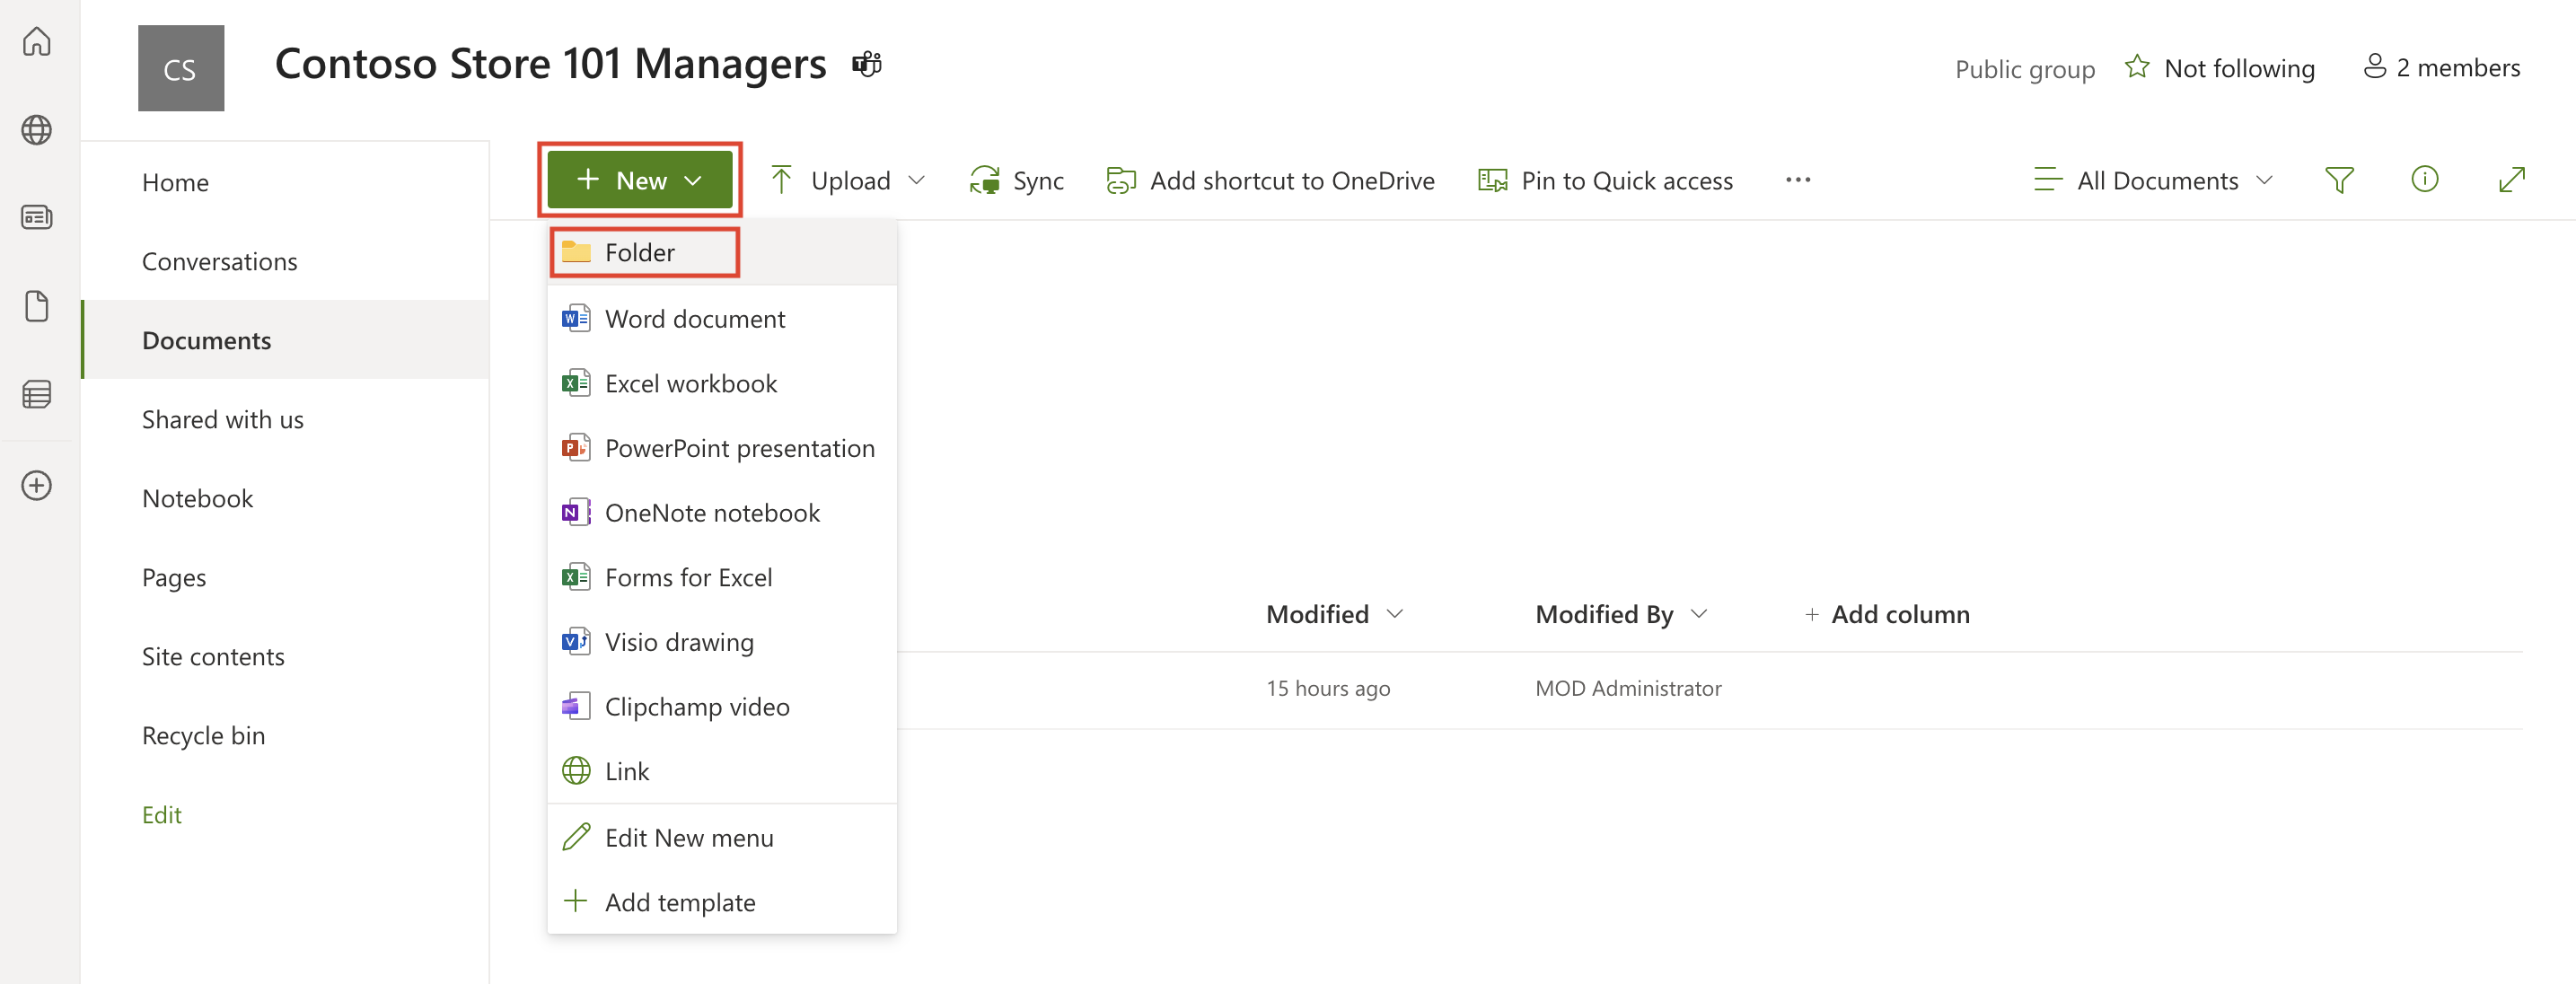 CS
Contoso Store 101 Managers
Public group
Not following
2 members
Home
Conversations
Documents
Shared with us
Notebook
Pages
Site contents
Recycle bin
Edit
+ New
Upload
Sync
Add shortcut to OneDrive
Pin to Quick access
...
All Documents
Folder
Word document
Excel workbook
PowerPoint presentation
OneNote notebook
Forms for Excel
Visio drawing
Clipchamp video
Link
Edit New menu
+ Add template
Modified
Modified By
+ Add column
15 hours ago
MOD Administrator